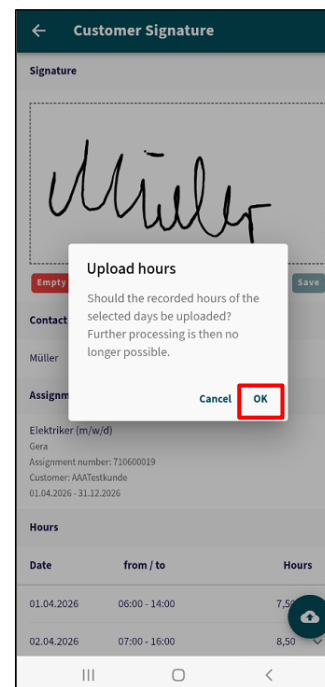 Customer Signature
Signature
Müller
Empty
Save
Upload hours
Should the recorded hours of the
selected days be uploaded?
Further processing is then no
longer possible.
Cancel OK
Contact
Müller
Assignm
Elektriker (m/w/d)
Gera
Assignment number: 710600019
Customer: AAATestkunde
01.04.2026 - 31.12.2026
Hours
Date from / to Hours
01.04.2026 06:00 - 14:00 7,50
02.04.2026 07:00 - 16:00 8,50